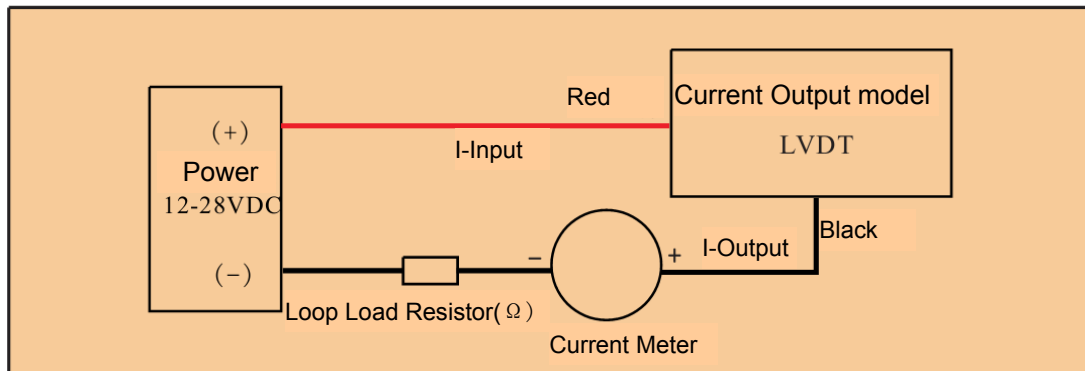 Red
Current Output model
(+)
I-Input
LVDT
Power
12-28VDC
Black
I-Output
(-)
－
+
Loop Load Resistor(Ω)
Current Meter